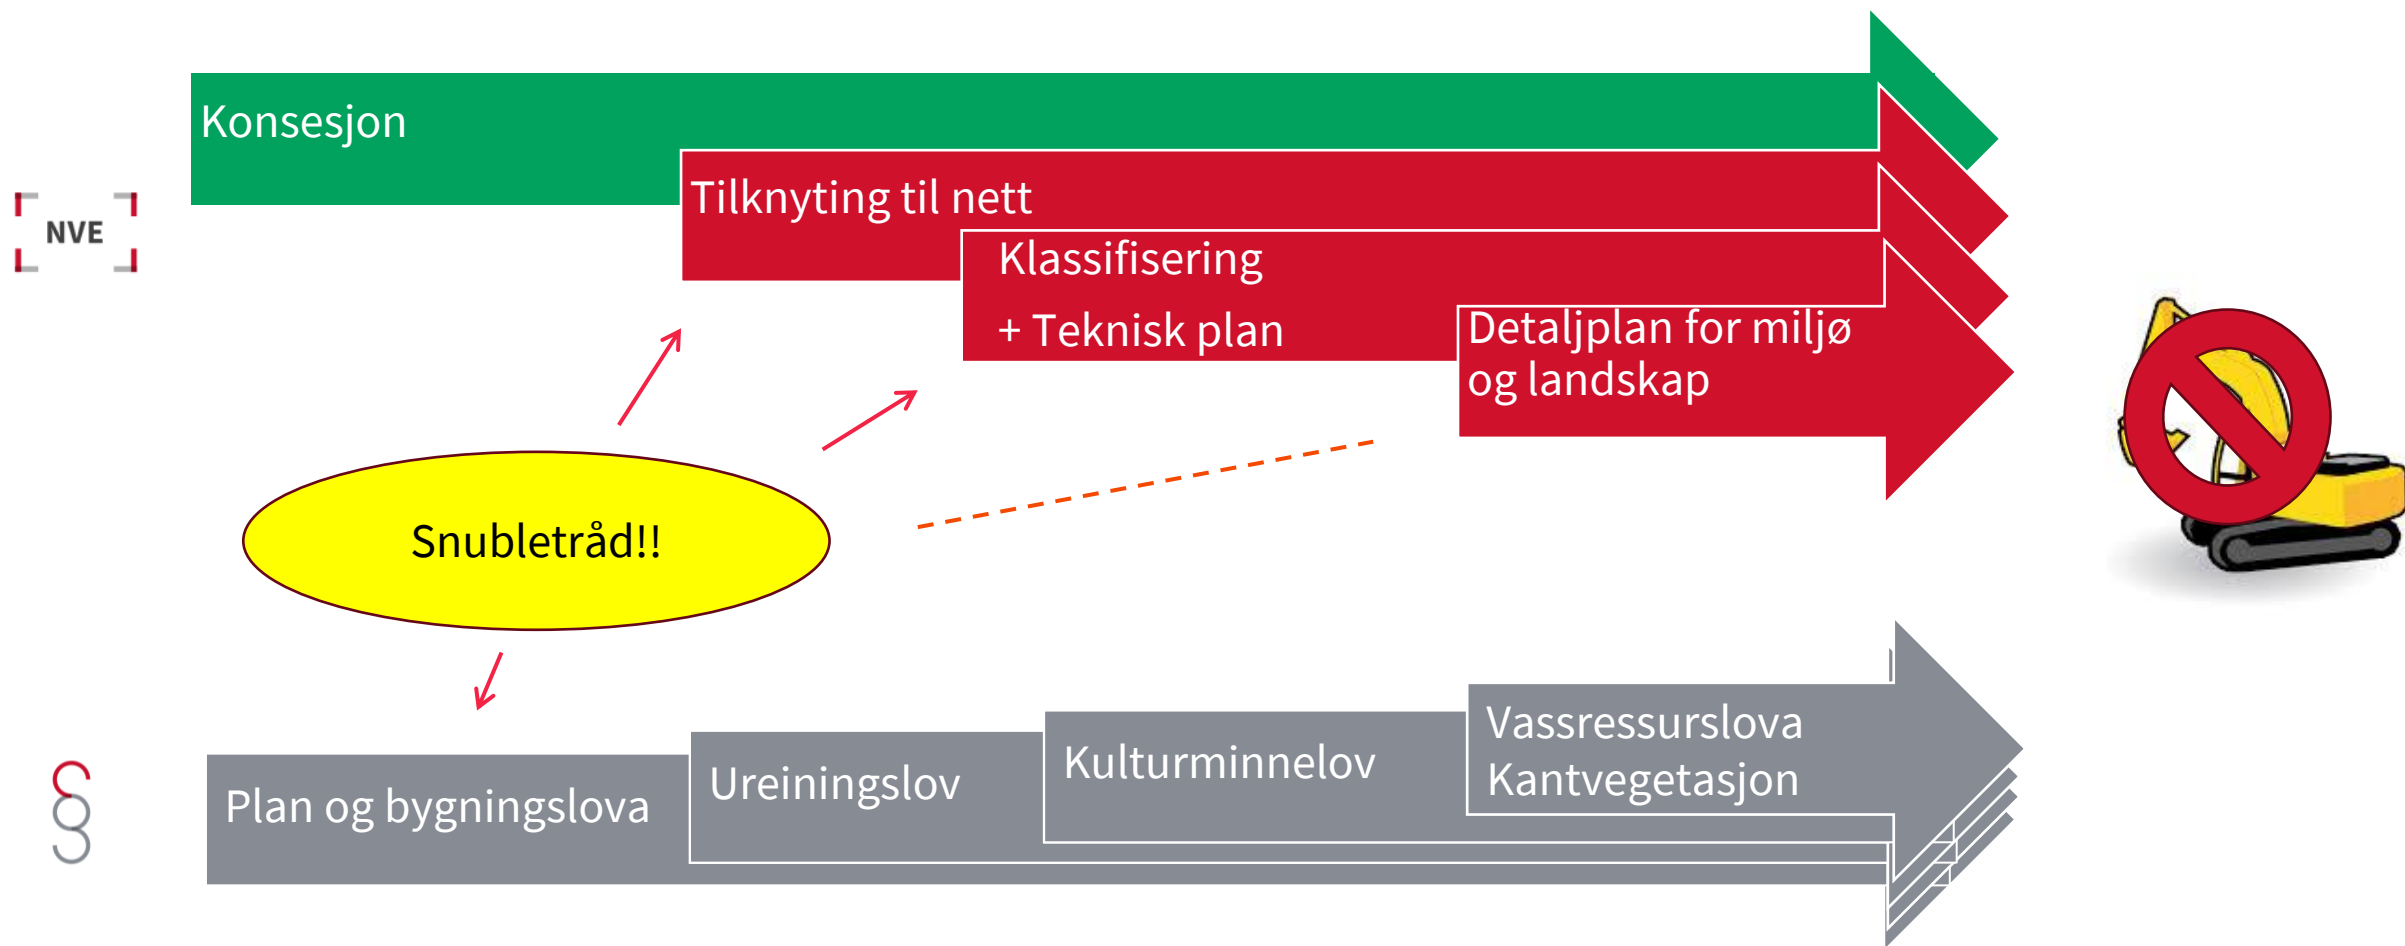 Konsesjon
NVE
Tilknyting til nett
Klassifisering
+ Teknisk plan
Detaljplan for miljø
og landskap
Snubletråd!!
Plan og bygningslova
Ureiningslov
Kulturminnelov
Vassressurslova
Kantvegetasjon